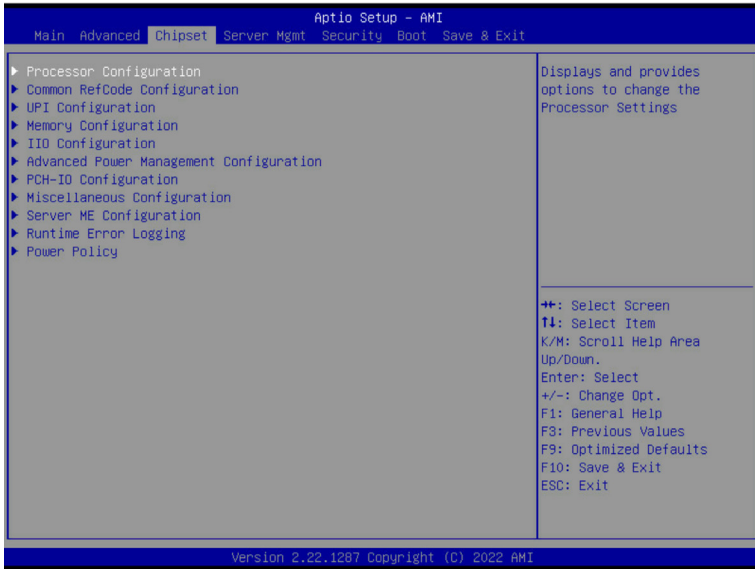 Aptio Setup - AMI
Main Advanced Chipset Server Mgmt Security Boot Save & Exit
Processor Configuration
Common RefCode Configuration
UPI Configuration
Memory Configuration
IIO Configuration
Advanced Power Management Configuration
PCH-IO Configuration
Miscellaneous Configuration
Server ME Configuration
Runtime Error Logging
Power Policy
Displays and provides
options to change the
Processor Settings
→←: Select Screen
↑↓: Select Item
K/M: Scroll Help Area
Up/Down.
Enter: Select
+/-: Change Opt.
F1: General Help
F3: Previous Values
F9: Optimized Defaults
F10: Save & Exit
ESC: Exit
Version 2.22.1287 Copyright (C) 2022 AMI